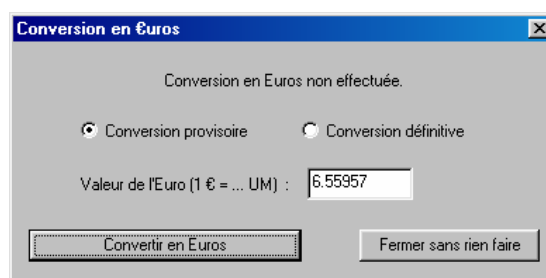 Conversion en €uros
Conversion en Euros non effectuée.
Conversion provisoire Conversion définitive
Valeur de l'Euro (1 € = ... UM) : 6.55957
Convertir en Euros Fermer sans rien faire